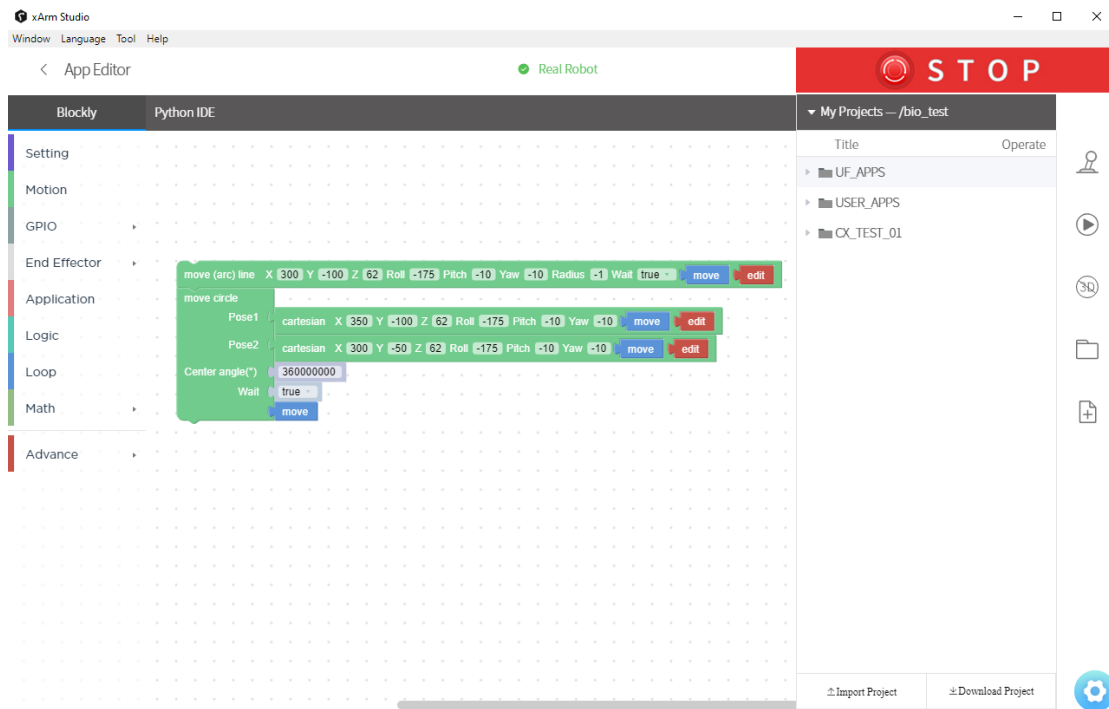 xArm Studio
Window Language Tool Help
App Editor
Real Robot
STOP
Blockly
Python IDE
My Projects — /bio_test
Title
Operate
Setting
Motion
GPIO
End Effector
Application
Logic
Loop
Math
Advance
UF_APPS
USER_APPS
CX_TEST_01
move (arc) line X 300 Y -100 Z 62 Roll -175 Pitch -10 Yaw -10 Radius -1 Wait true move edit
move circle
Pose1 cartesian X 350 Y -100 Z 62 Roll -175 Pitch -10 Yaw -10 move edit
Pose2 cartesian X 300 Y -50 Z 62 Roll -175 Pitch -10 Yaw -10 move edit
Center angle(°) 360000000
Wait true
move
3D
Import Project
Download Project